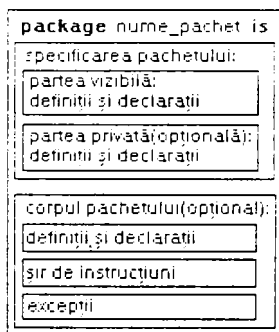 package nume_pachet is
specificarea pachetului:
partea vizibilă:
definiții și declarații
partea privată(opțională):
definiții și declarații
corpul pachetului(opțional):
definiții și declarații
șir de instrucțiuni
excepții